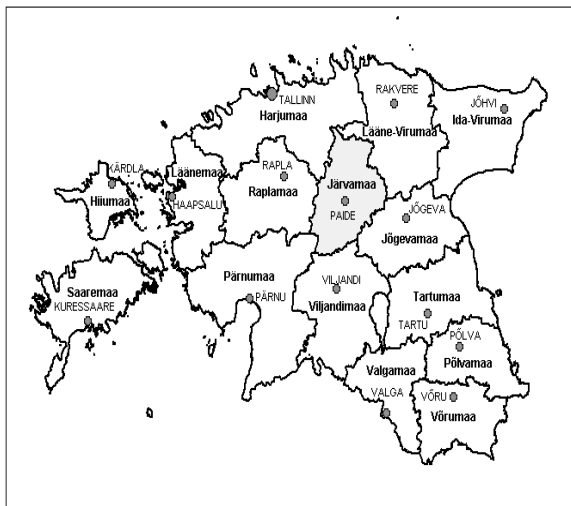 RAKVERE
JÕHVI
TALLINN
Ida-Virumaa
Harjumaa
Lääne-Virumaa
KÄRDLA
Läänemaa
RAPLA
Hiiumaa
HAAPSALU
Raplamaa
Järvamaa
PAIDE
JÕGEVA
Jõgevamaa
Pärnumaa
VILJANDI
Saaremaa
KURESSAARE
PÄRNU
Viljandimaa
Tartumaa
TARTU
PÕLVA
Põlvamaa
Valgamaa
VALGA
VÕRU
Võrumaa